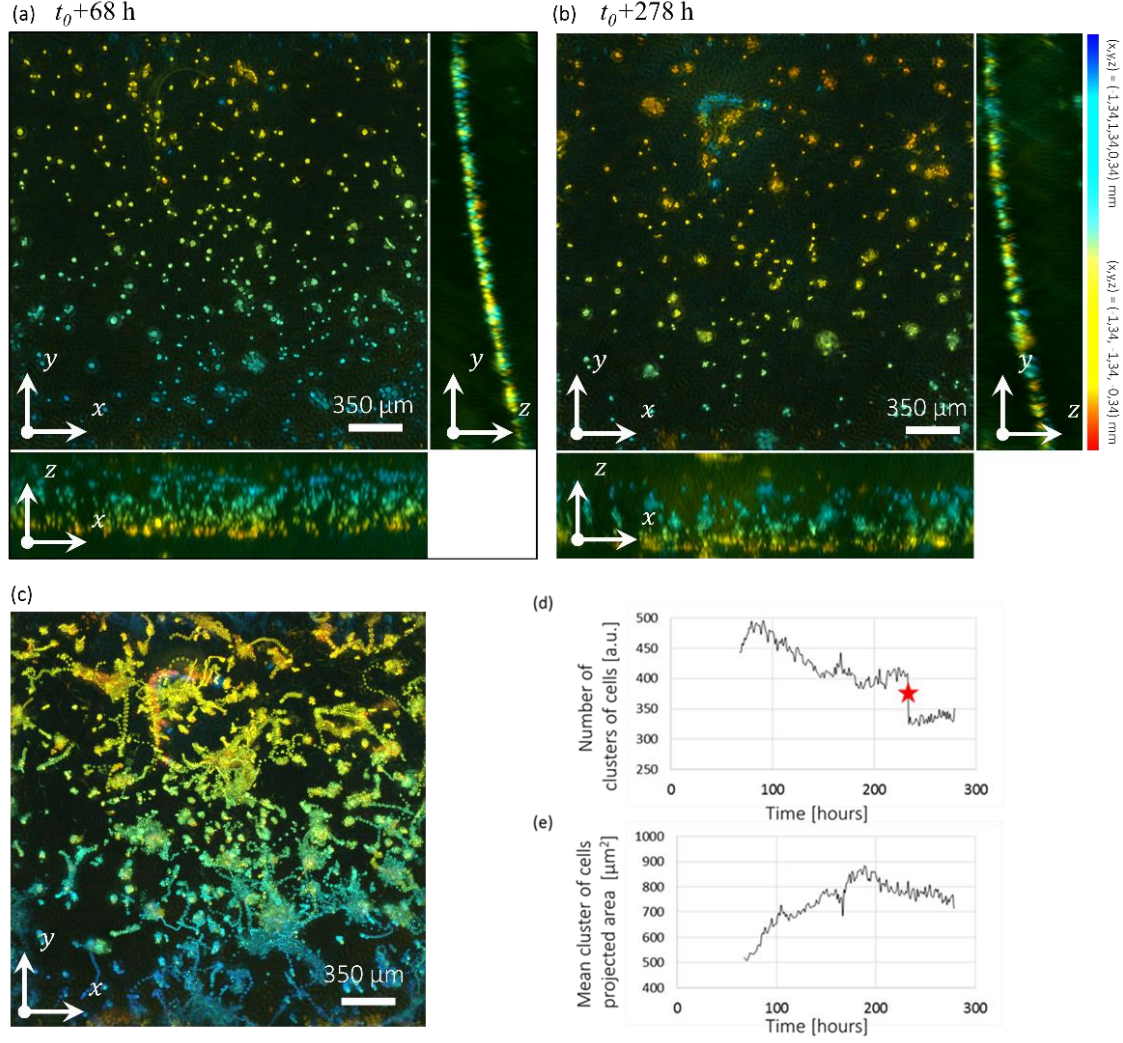 (a) t₀+68 h
(b) t₀+278 h
y
x
350 μm
y
z
z
x
y
x
350 μm
y
z
z
x
(x,y,z) = (-1,34,1,34,0,34) mm
(x,y,z) = (-1,34, -1,34, -0,34) mm
(c)
y
x
350 μm
(d)
Number of
clusters of cells [a.u.]
500
450
400
350
300
250
0
100
200
300
Time [hours]
(e)
Mean cluster of cells
projected area [μm²]
1000
900
800
700
600
500
400
0
100
200
300
Time [hours]